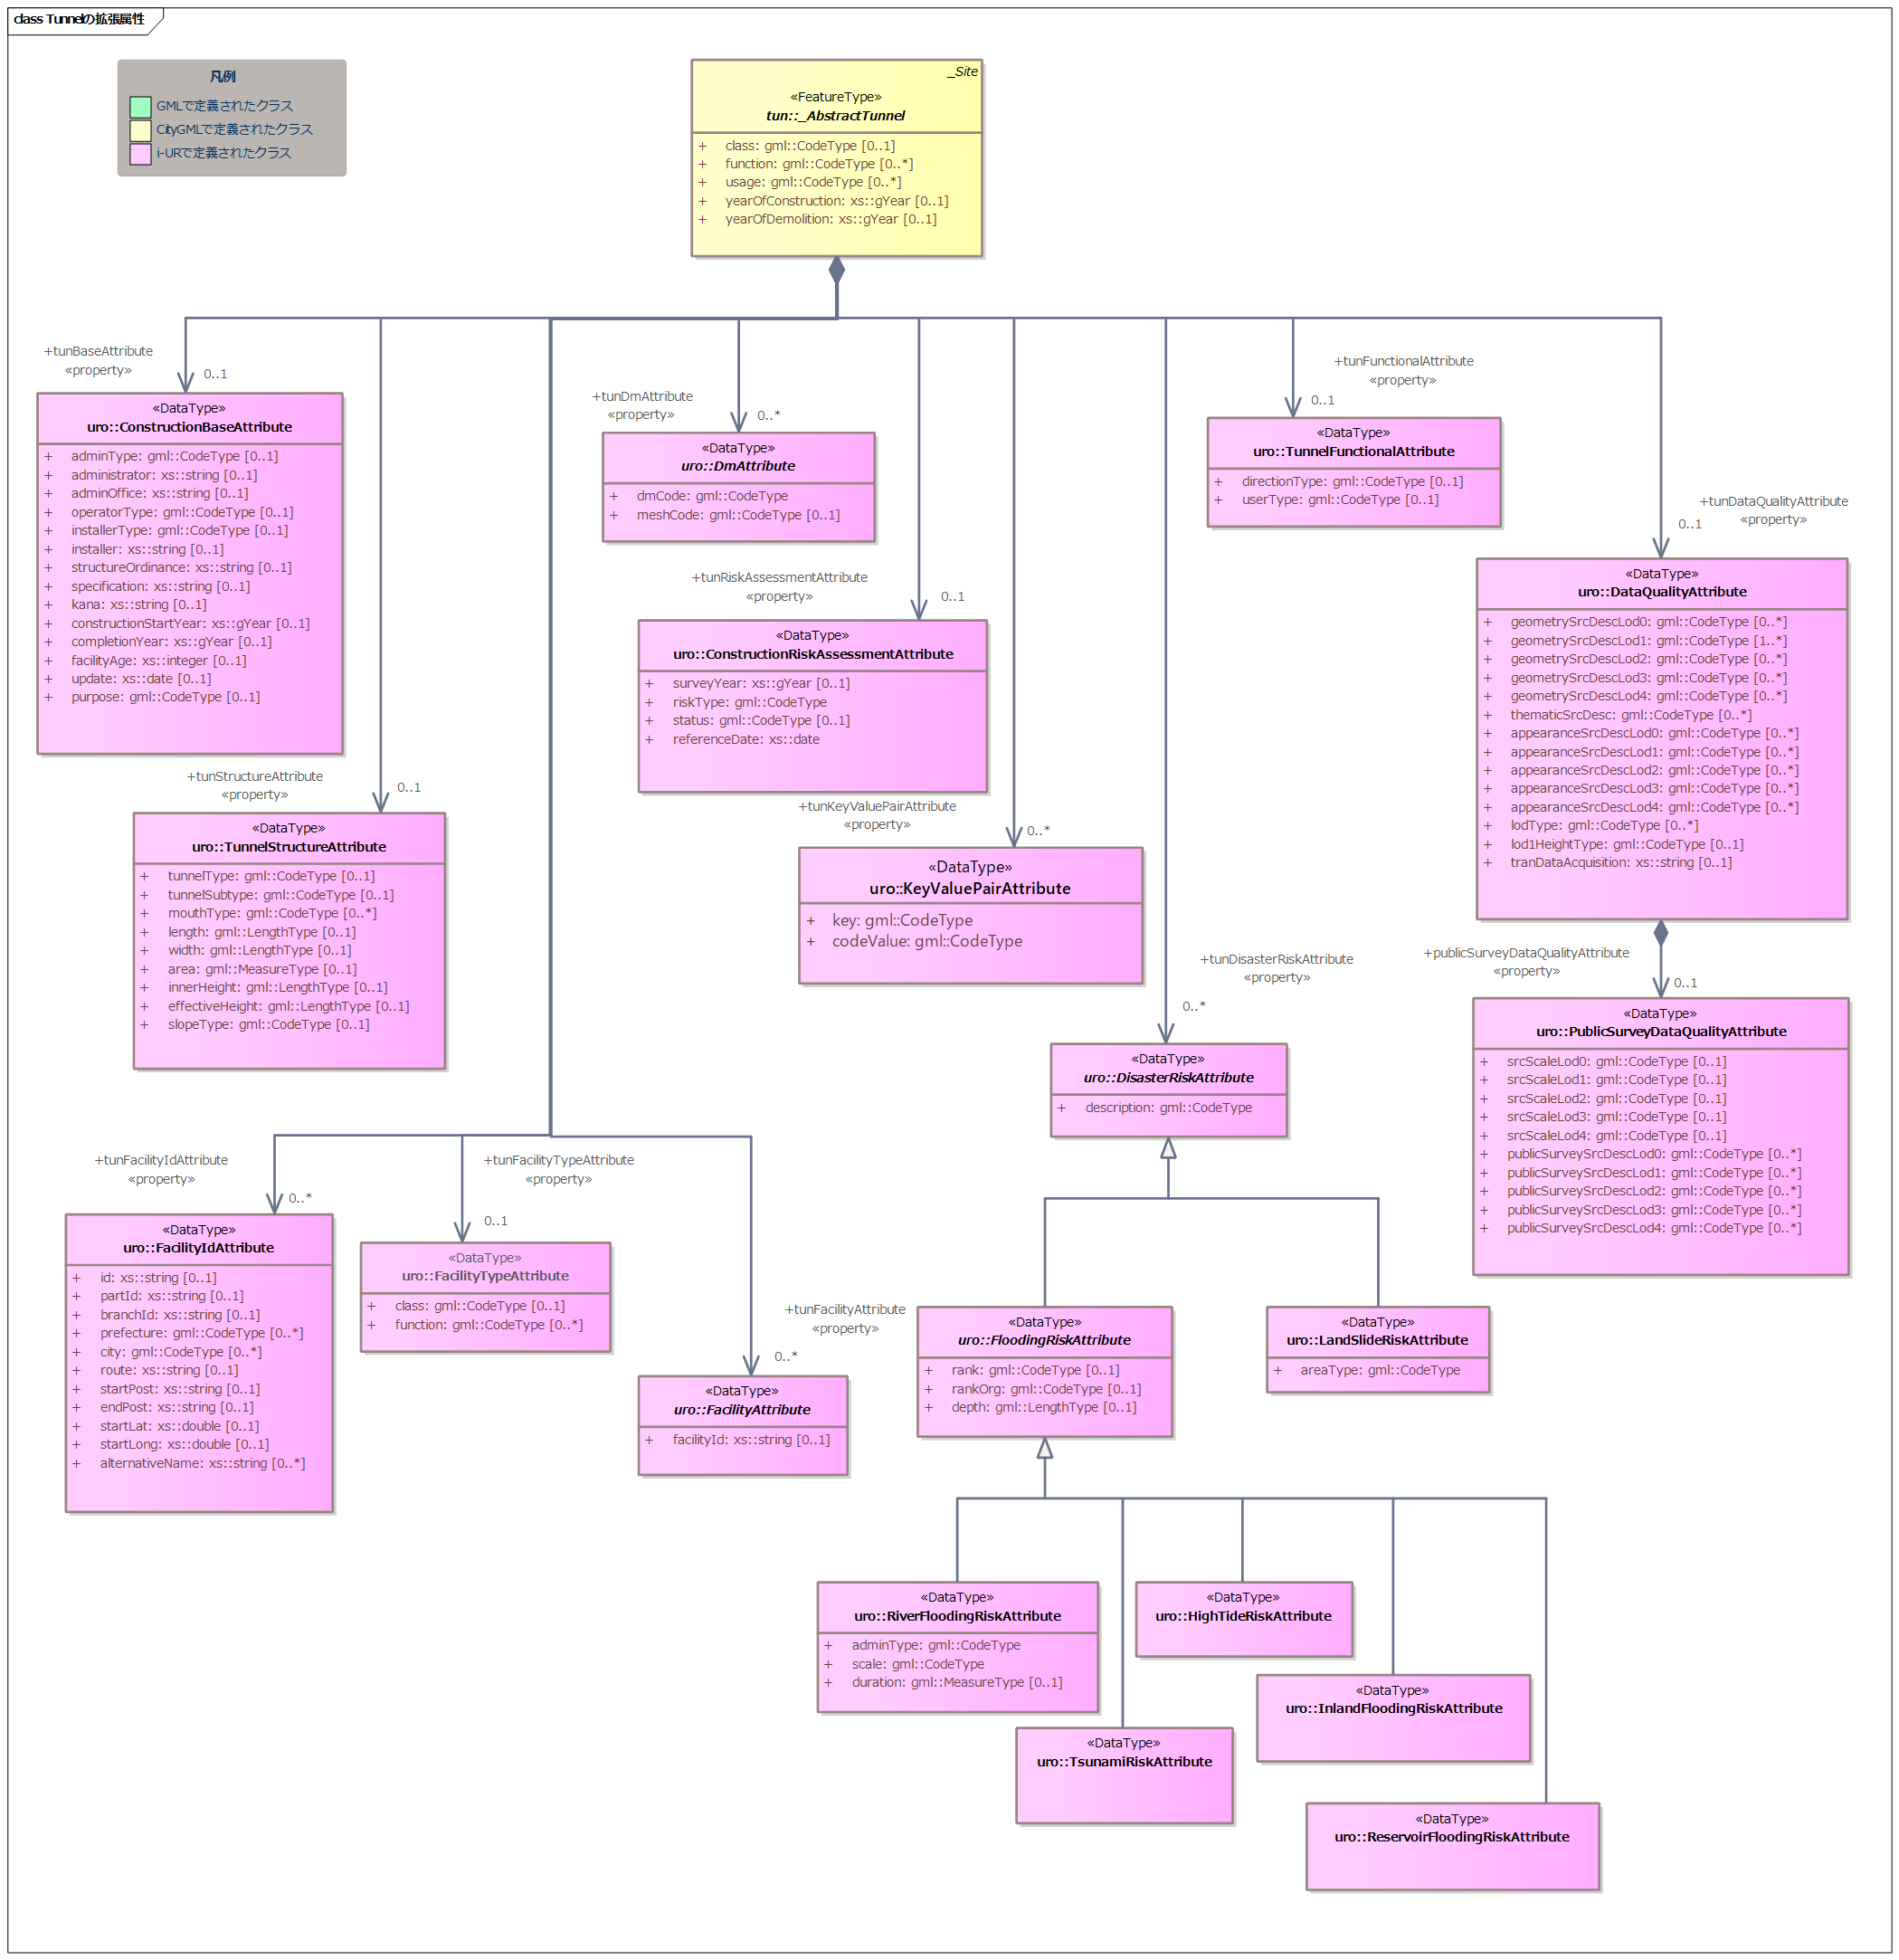 class Tunnelの拡張属性
凡例
GMLで定義されたクラス
CityGMLで定義されたクラス
i-URで定義されたクラス
_Site
«FeatureType»
tun::_AbstractTunnel
+ class: gml::CodeType [0..1]
+ function: gml::CodeType [0..*]
+ usage: gml::CodeType [0..*]
+ yearOfConstruction: xs::gYear [0..1]
+ yearOfDemolition: xs::gYear [0..1]
+tunBaseAttribute
«property»
0..1
«DataType»
uro::ConstructionBaseAttribute
+ adminType: gml::CodeType [0..1]
+ administrator: xs::string [0..1]
+ adminOffice: xs::string [0..1]
+ operatorType: gml::CodeType [0..1]
+ installerType: gml::CodeType [0..1]
+ installer: xs::string [0..1]
+ structureOrdinance: xs::string [0..1]
+ specification: xs::string [0..1]
+ kana: xs::string [0..1]
+ constructionStartYear: xs::gYear [0..1]
+ completionYear: xs::gYear [0..1]
+ facilityAge: xs::integer [0..1]
+ update: xs::date [0..1]
+ purpose: gml::CodeType [0..1]
+tunStructureAttribute
«property»
0..1
«DataType»
uro::TunnelStructureAttribute
+ tunnelType: gml::CodeType [0..1]
+ tunnelSubtype: gml::CodeType [0..1]
+ mouthType: gml::CodeType [0..*]
+ length: gml::LengthType [0..1]
+ width: gml::LengthType [0..1]
+ area: gml::MeasureType [0..1]
+ innerHeight: gml::LengthType [0..1]
+ effectiveHeight: gml::LengthType [0..1]
+ slopeType: gml::CodeType [0..1]
+tunDmAttribute
«property»
0..*
«DataType»
uro::DmAttribute
+ dmCode: gml::CodeType
+ meshCode: gml::CodeType [0..1]
+tunRiskAssessmentAttribute
«property»
0..1
«DataType»
uro::ConstructionRiskAssessmentAttribute
+ surveyYear: xs::gYear [0..1]
+ riskType: gml::CodeType
+ status: gml::CodeType [0..1]
+ referenceDate: xs::date
+tunKeyValuePairAttribute
«property»
0..*
«DataType»
uro::KeyValuePairAttribute
+ key: gml::CodeType
+ codeValue: gml::CodeType
+tunFunctionalAttribute
«property»
0..1
«DataType»
uro::TunnelFunctionalAttribute
+ directionType: gml::CodeType [0..1]
+ userType: gml::CodeType [0..1]
+tunDataQualityAttribute
«property»
0..1
«DataType»
uro::DataQualityAttribute
+ geometrySrcDescLod0: gml::CodeType [0..*]
+ geometrySrcDescLod1: gml::CodeType [1..*]
+ geometrySrcDescLod2: gml::CodeType [0..*]
+ geometrySrcDescLod3: gml::CodeType [0..*]
+ geometrySrcDescLod4: gml::CodeType [0..*]
+ thematicSrcDesc: gml::CodeType [0..*]
+ appearanceSrcDescLod0: gml::CodeType [0..*]
+ appearanceSrcDescLod1: gml::CodeType [0..*]
+ appearanceSrcDescLod2: gml::CodeType [0..*]
+ appearanceSrcDescLod3: gml::CodeType [0..*]
+ appearanceSrcDescLod4: gml::CodeType [0..*]
+ lodType: gml::CodeType [0..*]
+ lod1HeightType: gml::CodeType [0..1]
+ tranDataAcquisition: xs::string [0..1]
+publicSurveyDataQualityAttribute
«property»
0..1
«DataType»
uro::PublicSurveyDataQualityAttribute
+ srcScaleLod0: gml::CodeType [0..1]
+ srcScaleLod1: gml::CodeType [0..1]
+ srcScaleLod2: gml::CodeType [0..1]
+ srcScaleLod3: gml::CodeType [0..1]
+ srcScaleLod4: gml::CodeType [0..1]
+ publicSurveySrcDescLod0: gml::CodeType [0..*]
+ publicSurveySrcDescLod1: gml::CodeType [0..*]
+ publicSurveySrcDescLod2: gml::CodeType [0..*]
+ publicSurveySrcDescLod3: gml::CodeType [0..*]
+ publicSurveySrcDescLod4: gml::CodeType [0..*]
+tunDisasterRiskAttribute
«property»
0..*
«DataType»
uro::DisasterRiskAttribute
+ description: gml::CodeType
+tunFacilityIdAttribute
«property»
0..*
«DataType»
uro::FacilityIdAttribute
+ id: xs::string [0..1]
+ partId: xs::string [0..1]
+ branchId: xs::string [0..1]
+ prefecture: gml::CodeType [0..*]
+ city: gml::CodeType [0..*]
+ route: xs::string [0..1]
+ startPost: xs::string [0..1]
+ endPost: xs::string [0..1]
+ startLat: xs::double [0..1]
+ startLong: xs::double [0..1]
+ alternativeName: xs::string [0..*]
+tunFacilityTypeAttribute
«property»
0..1
«DataType»
uro::FacilityTypeAttribute
+ class: gml::CodeType [0..1]
+ function: gml::CodeType [0..*]
+tunFacilityAttribute
«property»
0..*
«DataType»
uro::FacilityAttribute
+ facilityId: xs::string [0..1]
«DataType»
uro::FloodingRiskAttribute
+ rank: gml::CodeType [0..1]
+ rankOrg: gml::CodeType [0..1]
+ depth: gml::LengthType [0..1]
«DataType»
uro::LandSlideRiskAttribute
+ areaType: gml::CodeType
«DataType»
uro::RiverFloodingRiskAttribute
+ adminType: gml::CodeType
+ scale: gml::CodeType
+ duration: gml::MeasureType [0..1]
«DataType»
uro::HighTideRiskAttribute
«DataType»
uro::InlandFloodingRiskAttribute
«DataType»
uro::TsunamiRiskAttribute
«DataType»
uro::ReservoirFloodingRiskAttribute